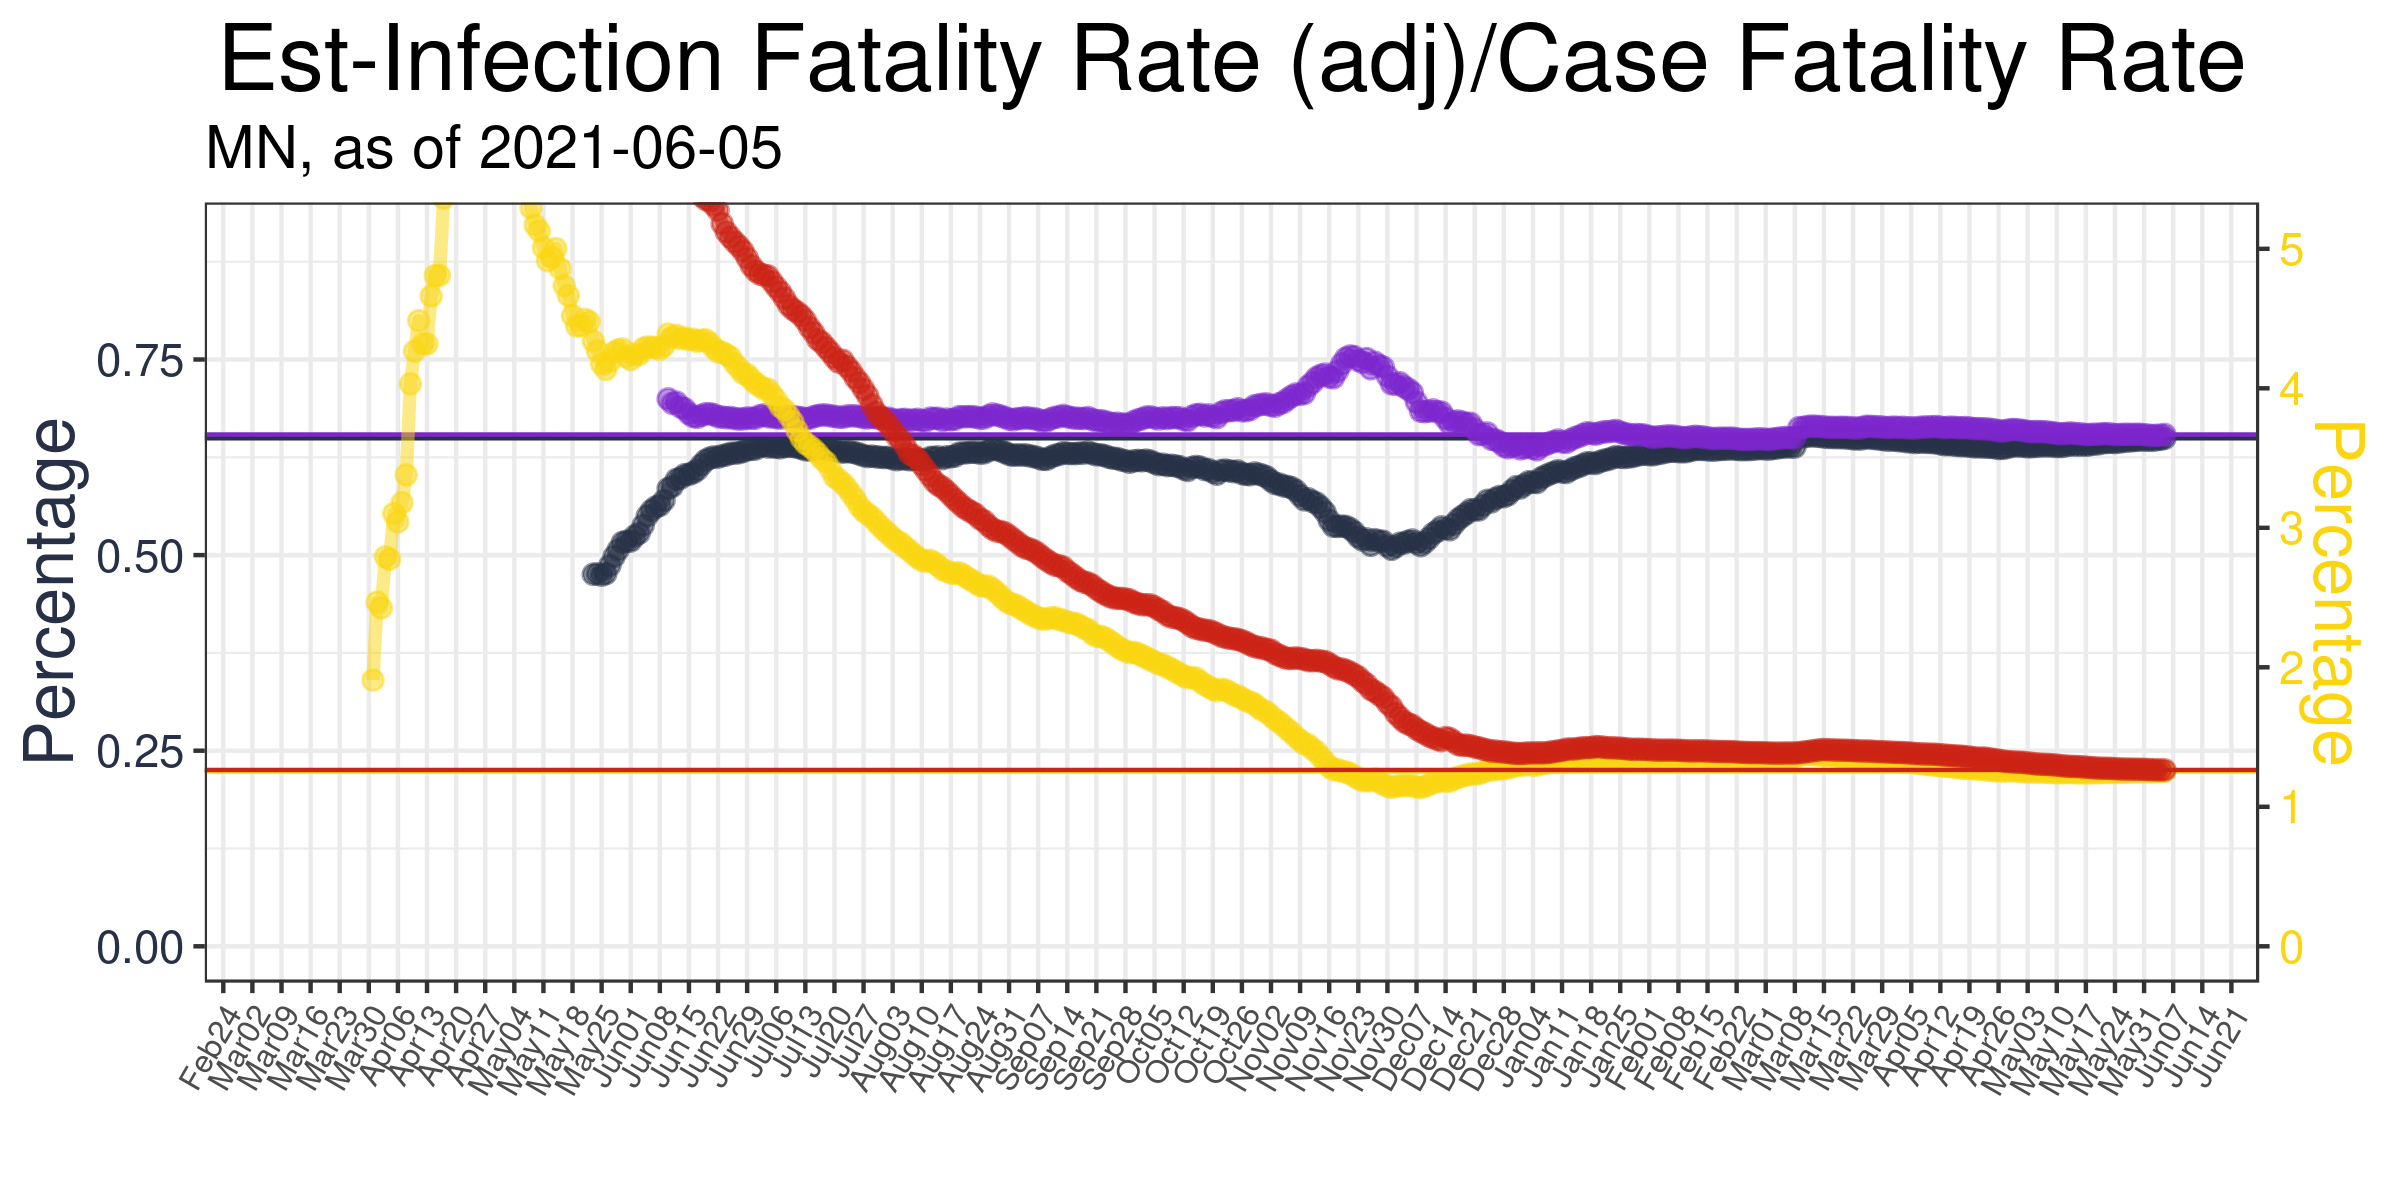 Est-Infection Fatality Rate (adj)/Case Fatality Rate
MN, as of 2021-06-05
Percentage
0.75
0.50
0.25
0.00
5
4
3
2
1
0
Percentage
Feb24
Mar02
Mar09
Mar16
Mar23
Mar30
Apr06
Apr13
Apr20
Apr27
May04
May11
May18
May25
Jun01
Jun08
Jun15
Jun22
Jun29
Jul06
Jul13
Jul20
Jul27
Aug03
Aug10
Aug17
Aug24
Aug31
Sep07
Sep14
Sep21
Sep28
Oct05
Oct12
Oct19
Oct26
Nov02
Nov09
Nov16
Nov23
Nov30
Dec07
Dec14
Dec21
Dec28
Jan04
Jan11
Jan18
Jan25
Feb01
Feb08
Feb15
Feb22
Mar01
Mar08
Mar15
Mar22
Mar29
Apr05
Apr12
Apr19
Apr26
May03
May10
May17
May24
May31
Jun07
Jun14
Jun21